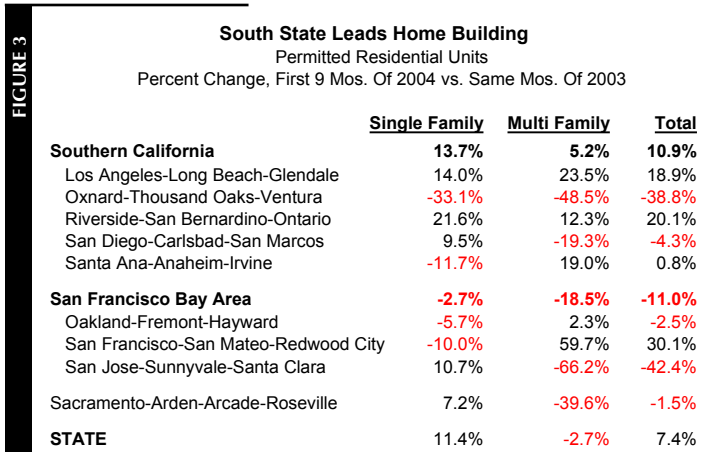 FIGURE 3
South State Leads Home Building
Permitted Residential Units
Percent Change, First 9 Mos. Of 2004 vs. Same Mos. Of 2003
Single Family Multi Family Total
Southern California 13.7% 5.2% 10.9%
Los Angeles-Long Beach-Glendale 14.0% 23.5% 18.9%
Oxnard-Thousand Oaks-Ventura -33.1% -48.5% -38.8%
Riverside-San Bernardino-Ontario 21.6% 12.3% 20.1%
San Diego-Carlsbad-San Marcos 9.5% -19.3% -4.3%
Santa Ana-Anaheim-Irvine -11.7% 19.0% 0.8%
San Francisco Bay Area -2.7% -18.5% -11.0%
Oakland-Fremont-Hayward -5.7% 2.3% -2.5%
San Francisco-San Mateo-Redwood City -10.0% 59.7% 30.1%
San Jose-Sunnyvale-Santa Clara 10.7% -66.2% -42.4%
Sacramento-Arden-Arcade-Roseville 7.2% -39.6% -1.5%
STATE 11.4% -2.7% 7.4%